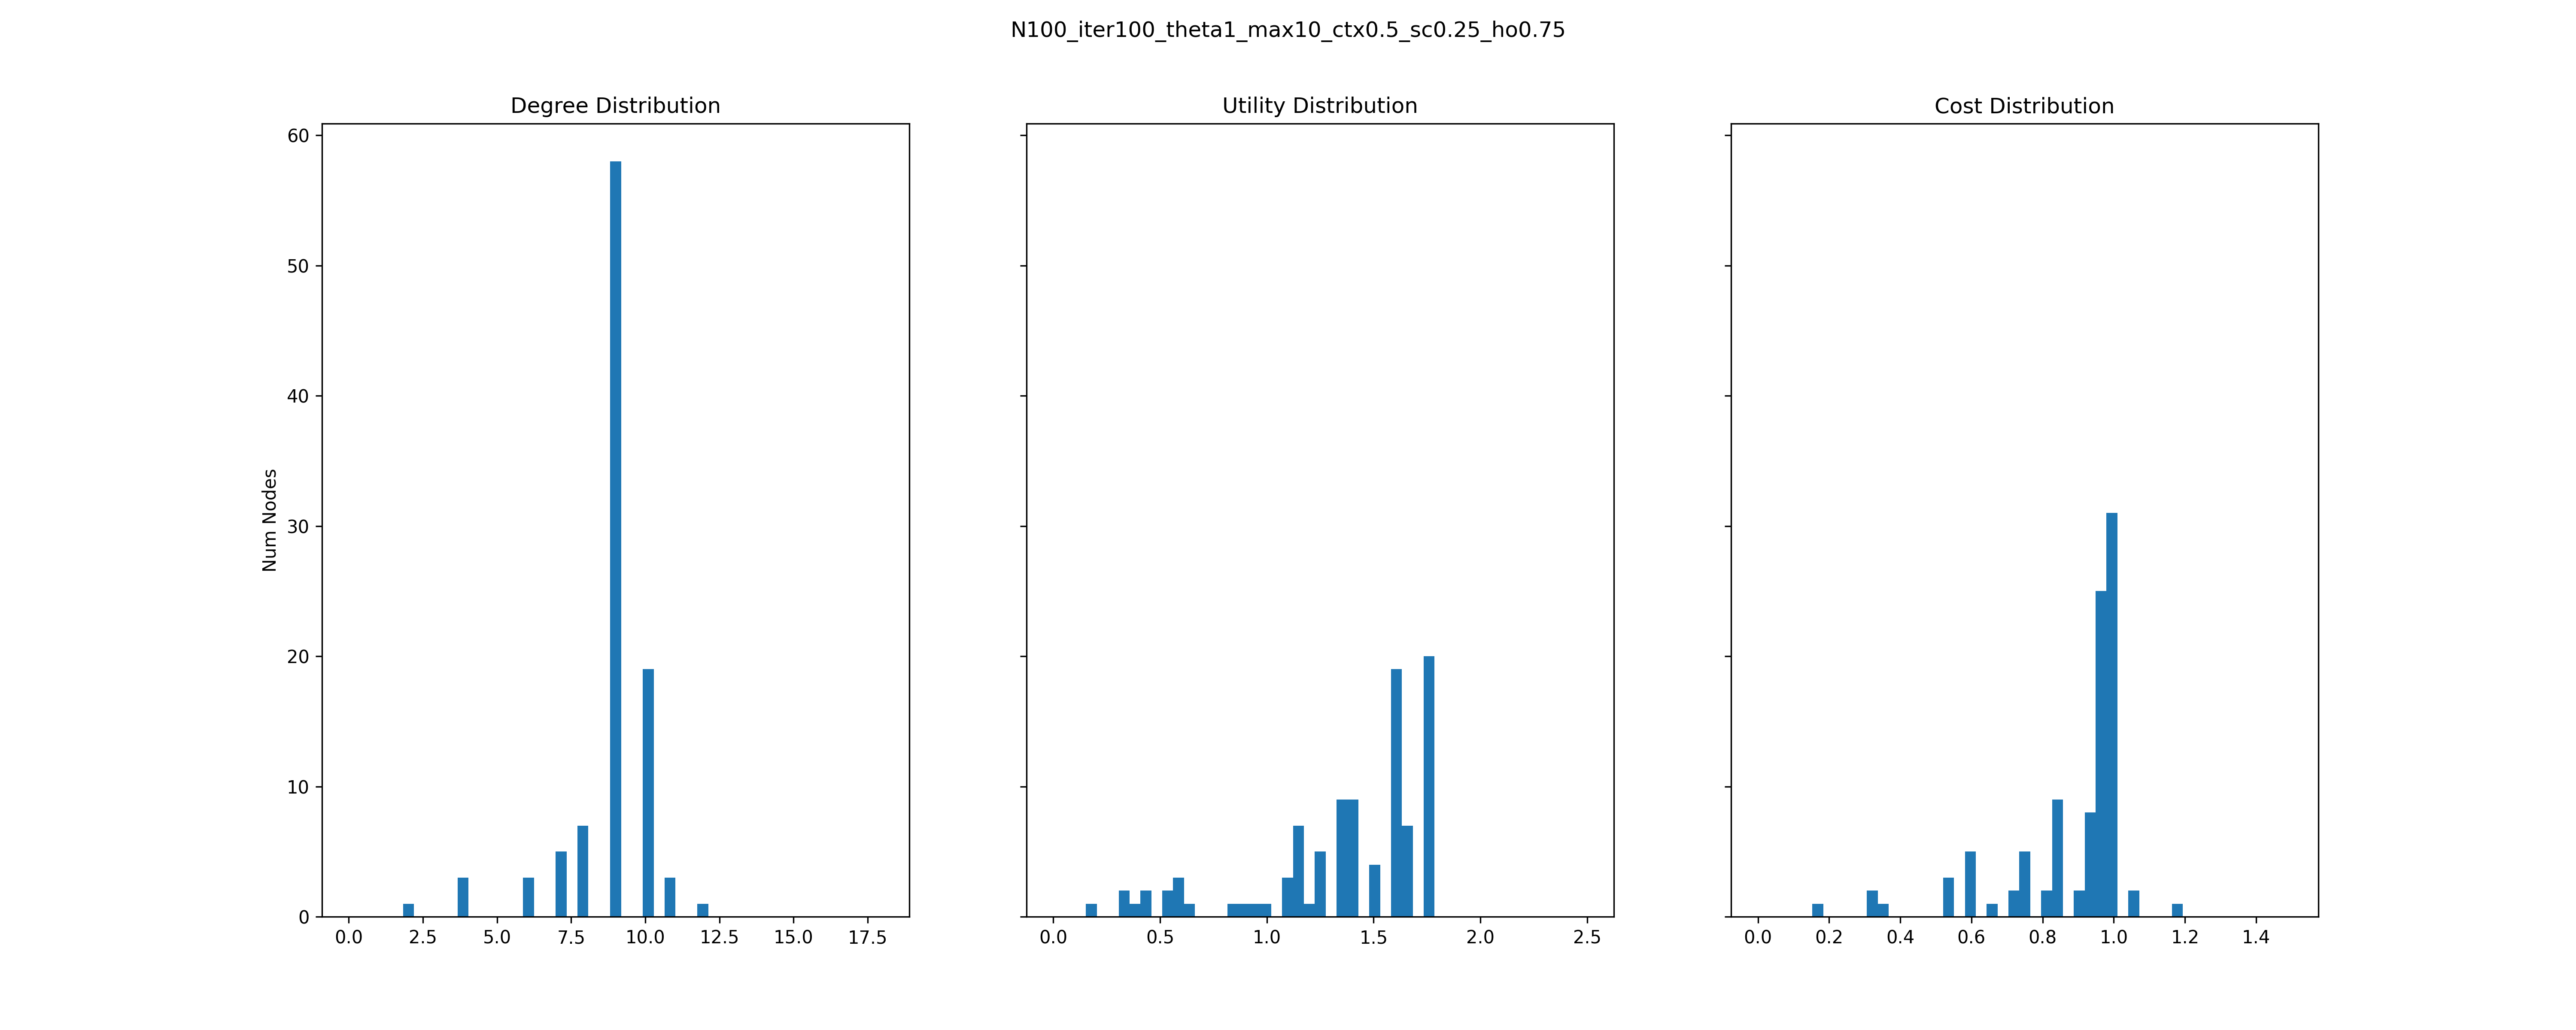 N100_iter100_theta1_max10_ctx0.5_sc0.25_ho0.75
Degree Distribution
Utility Distribution
Cost Distribution
Num Nodes
60
50
40
30
20
10
0
0.0 2.5 5.0 7.5 10.0 12.5 15.0 17.5
0.0 0.5 1.0 1.5 2.0 2.5
0.0 0.2 0.4 0.6 0.8 1.0 1.2 1.4